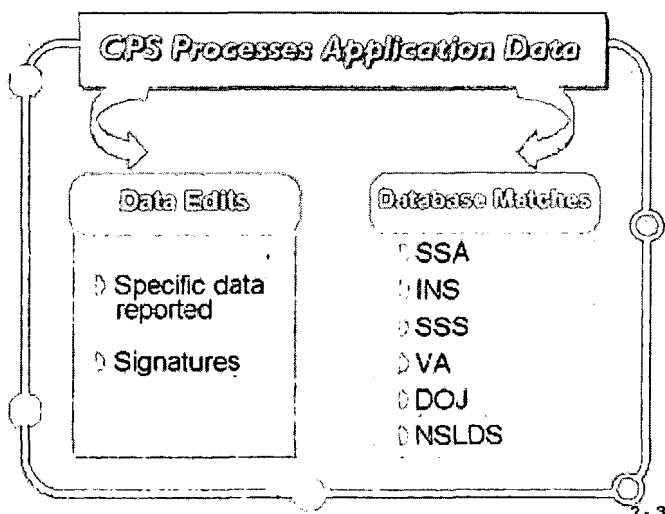 CPS Processes Application Data
Data Edits
Specific data
reported
Signatures
Database Matches
SSA
INS
SSS
VA
DOJ
NSLDS
2-3